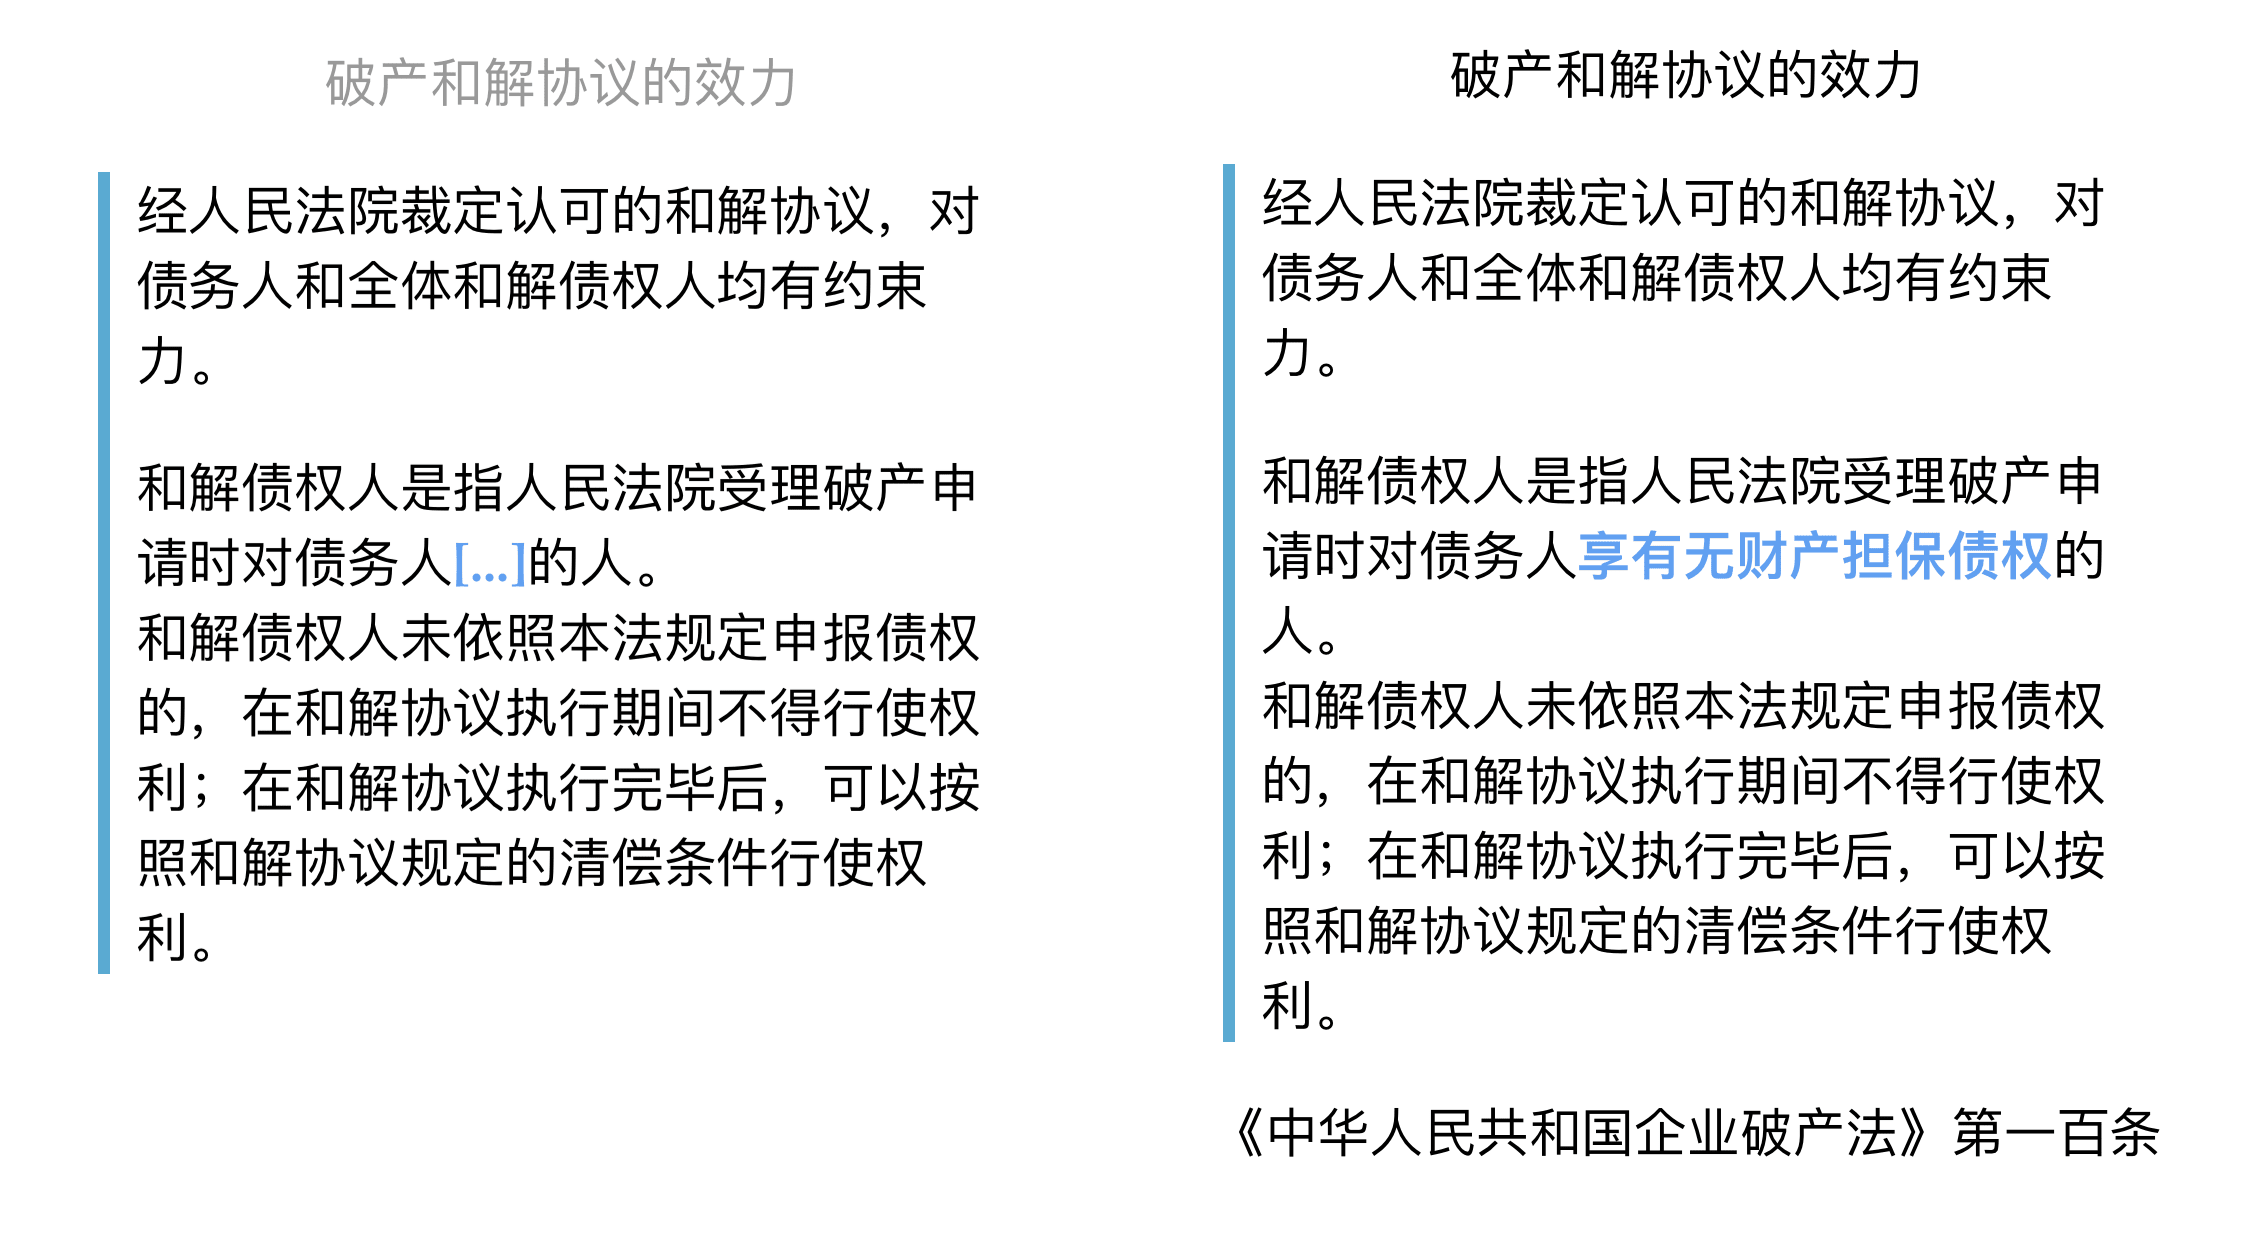 破产和解协议的效力
经人民法院裁定认可的和解协议，对
债务人和全体和解债权人均有约束
力。
和解债权人是指人民法院受理破产申
请时对债务人[...]的人。
和解债权人未依照本法规定申报债权
的，在和解协议执行期间不得行使权
利；在和解协议执行完毕后，可以按
照和解协议规定的清偿条件行使权
利。
破产和解协议的效力
经人民法院裁定认可的和解协议，对
债务人和全体和解债权人均有约束
力。
和解债权人是指人民法院受理破产申
请时对债务人享有无财产担保债权的
人。
和解债权人未依照本法规定申报债权
的，在和解协议执行期间不得行使权
利；在和解协议执行完毕后，可以按
照和解协议规定的清偿条件行使权
利。
《中华人民共和国企业破产法》第一百条